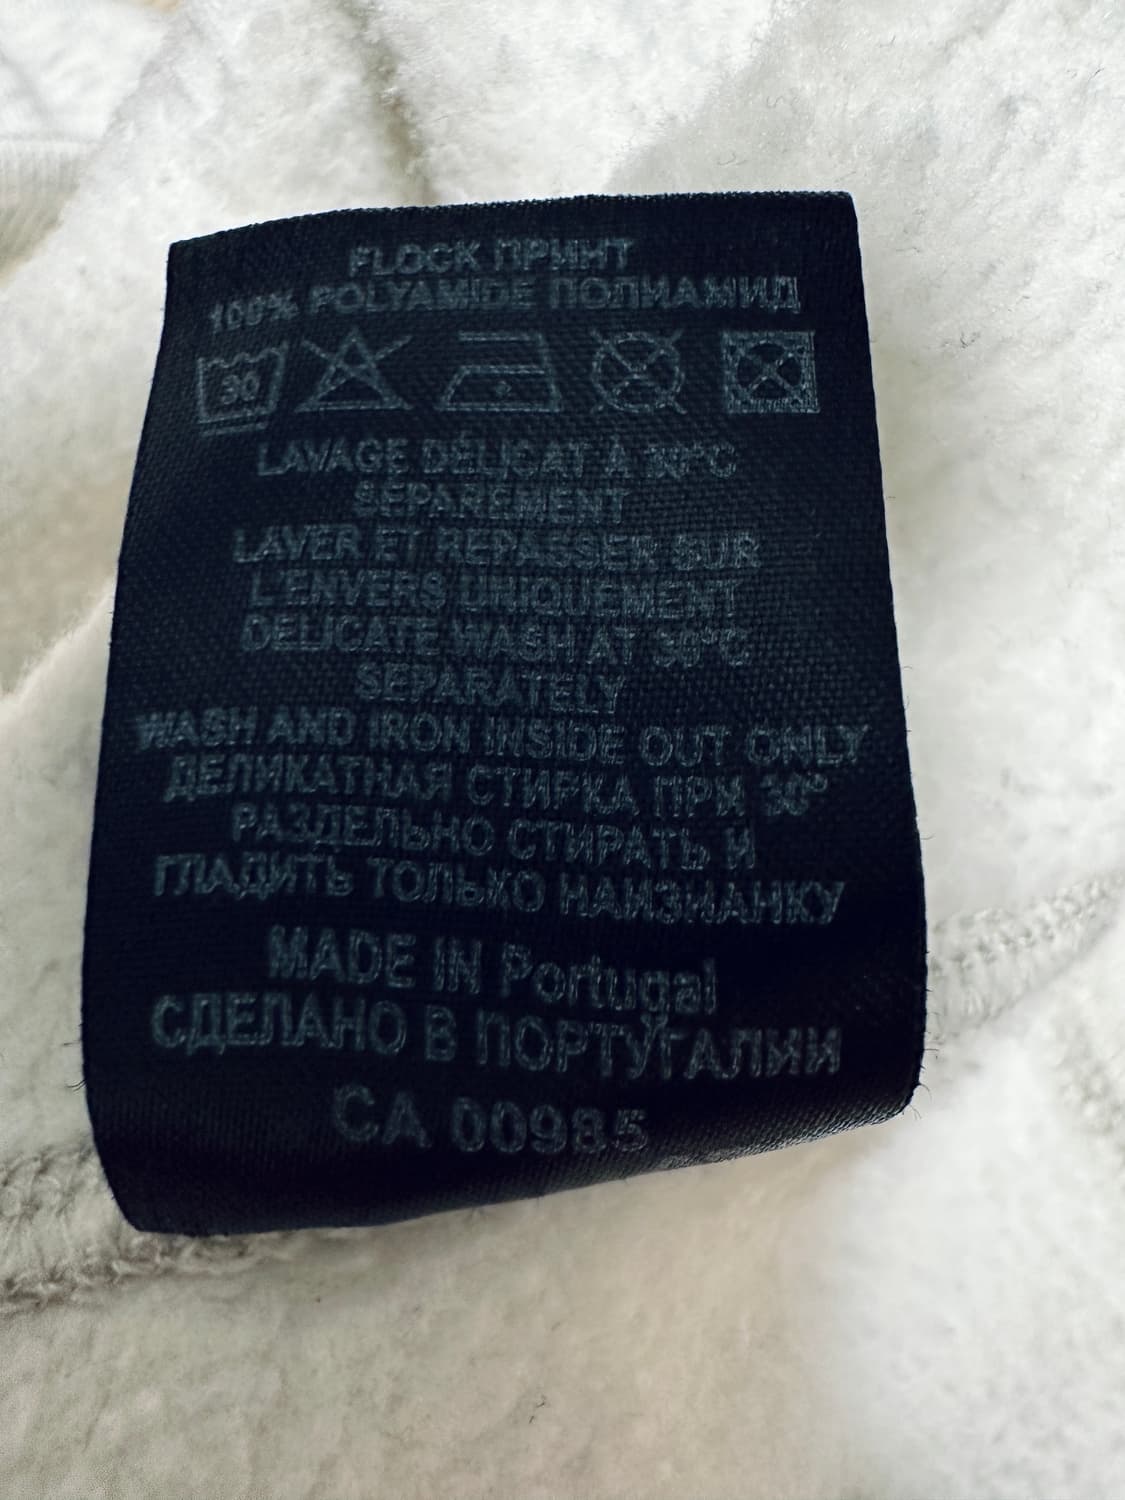 FLOCK ПРИНТ
100% POLYAMIDE ПОЛИАМИД
30
LAVAGE DÉLICAT À 30°C
SEPAREMENT
LAVER ET REPASSER SUR
L'ENVERS UNIQUEMENT
DELICATE WASH AT 30°C
SEPARATELY
WASH AND IRON INSIDE OUT ONLY
ДЕЛИКАТНАЯ СТИРКА ПРИ 30°
РАЗДЕЛЬНО СТИРАТЬ И
ГЛАДИТЬ ТОЛЬКО НАИЗНАНКУ
MADE IN Portugal
СДЕЛАНО В ПОРТУГАЛИИ
CA 00985